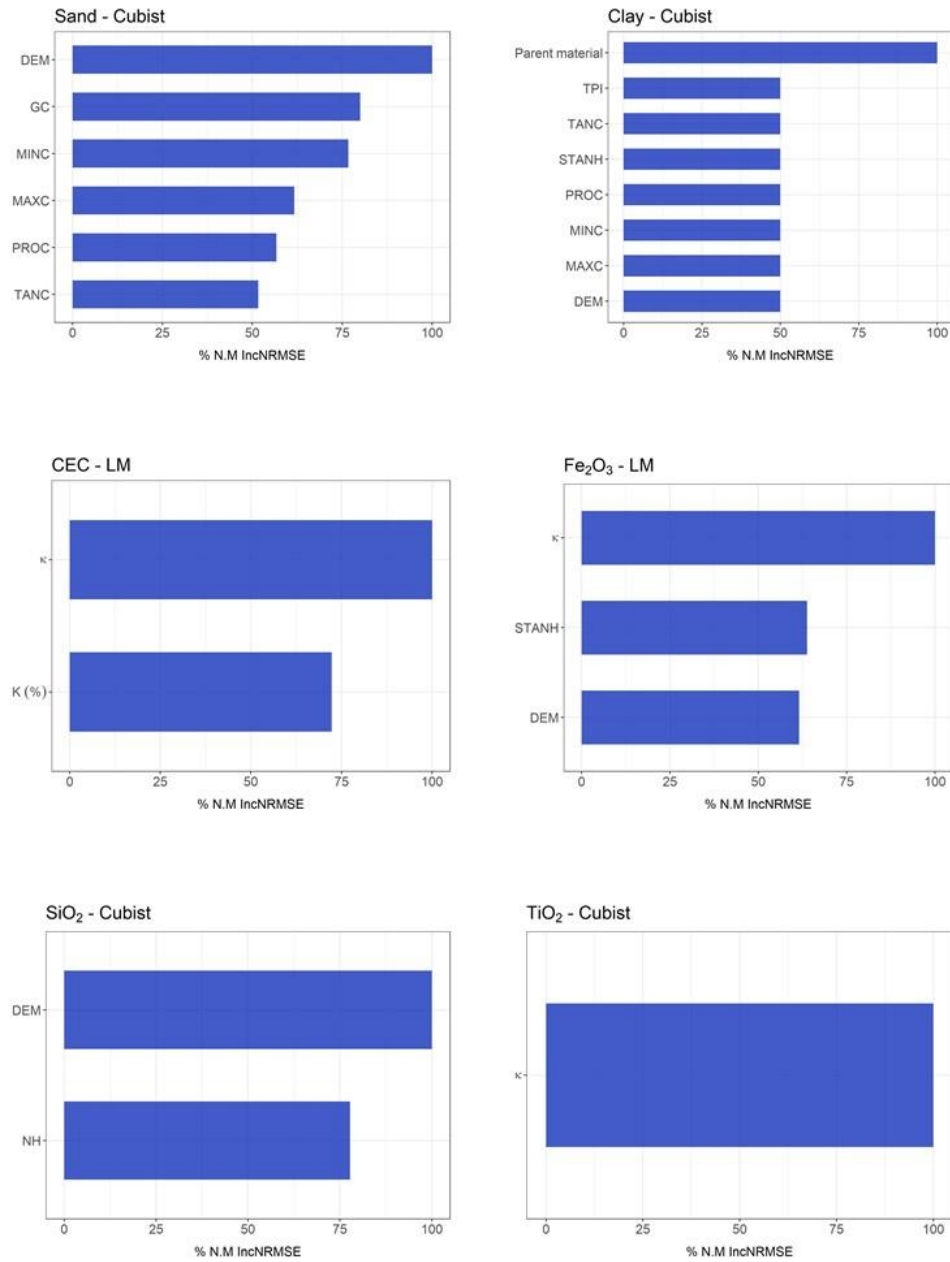 Sand - Cubist
DEM
GC
MINC
MAXC
PROC
TANC
0 25 50 75 100
% N.M IncNRMSE
Clay - Cubist
Parent material
TPI
TANC
STANH
PROC
MINC
MAXC
DEM
0 25 50 75 100
% N.M IncNRMSE
CEC - LM
κ
K (%)
0 25 50 75 100
% N.M IncNRMSE
Fe₂O₃ - LM
κ
STANH
DEM
0 25 50 75 100
% N.M IncNRMSE
SiO₂ - Cubist
DEM
NH
0 25 50 75 100
% N.M IncNRMSE
TiO₂ - Cubist
κ
0 25 50 75 100
% N.M IncNRMSE